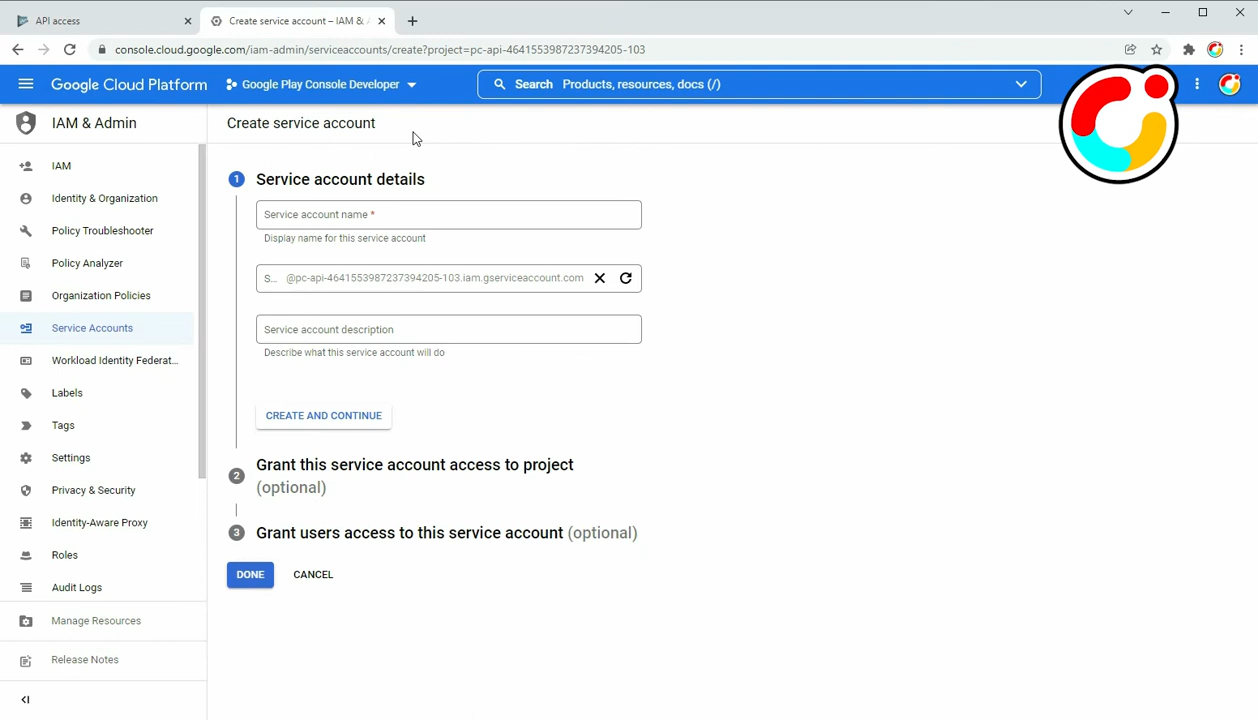 API access
Create service account – IAM & A
console.cloud.google.com/iam-admin/serviceaccounts/create?project=pc-api-4641553987237394205-103
Google Cloud Platform
Google Play Console Developer
Search Products, resources, docs (/)
IAM & Admin
Create service account
IAM
Identity & Organization
Policy Troubleshooter
Policy Analyzer
Organization Policies
Service Accounts
Workload Identity Federat...
Labels
Tags
Settings
Privacy & Security
Identity-Aware Proxy
Roles
Audit Logs
Manage Resources
Release Notes
1 Service account details
Service account name *
Display name for this service account
S... @pc-api-4641553987237394205-103.iam.gserviceaccount.com
Service account description
Describe what this service account will do
CREATE AND CONTINUE
2 Grant this service account access to project
(optional)
3 Grant users access to this service account (optional)
DONE CANCEL